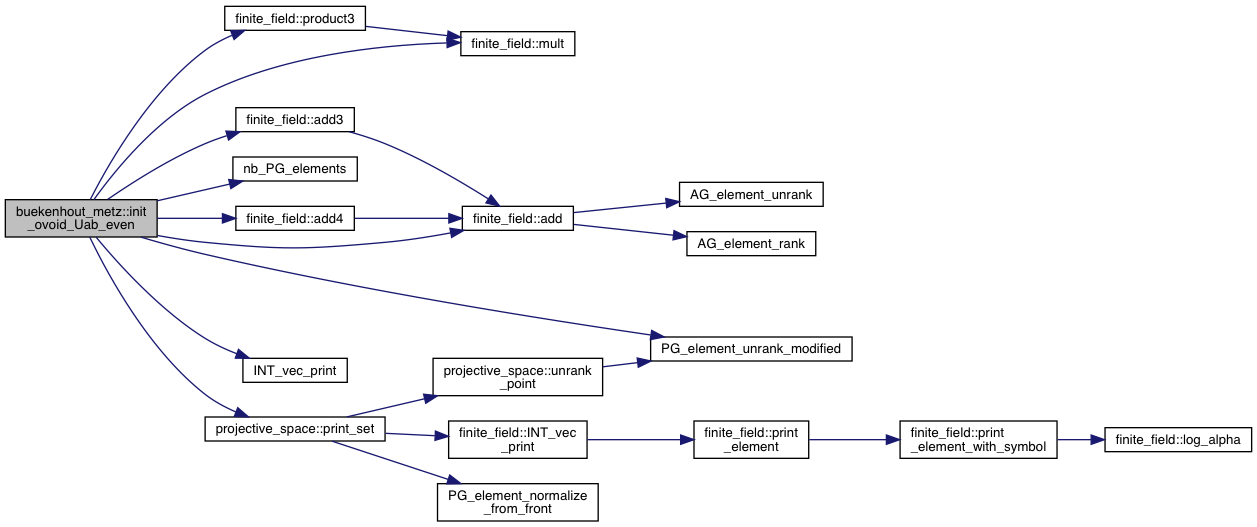 finite_field::product3
finite_field::mult
finite_field::add3
nb_PG_elements
AG_element_unrank
buekenhout_metz::init
_ovoid_Uab_even
finite_field::add4
finite_field::add
AG_element_rank
PG_element_unrank_modified
INT_vec_print
projective_space::unrank
_point
projective_space::print_set
finite_field::INT_vec
_print
finite_field::print
_element
finite_field::print
_element_with_symbol
finite_field::log_alpha
PG_element_normalize
_from_front